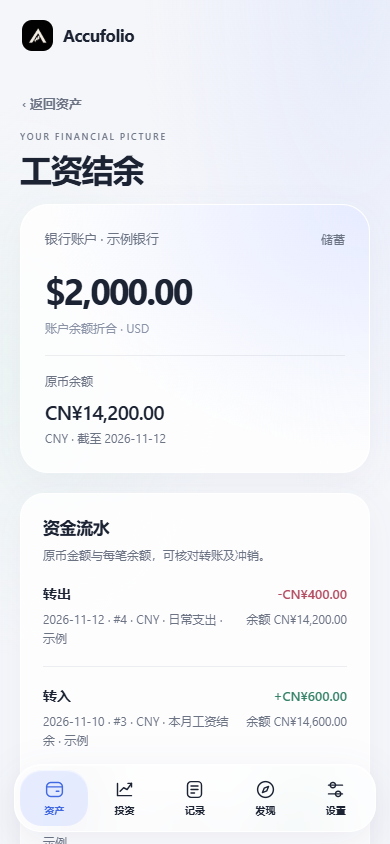 Accufolio
‹ 返回资产
YOUR FINANCIAL PICTURE
工资结余
银行账户 · 示例银行 储蓄
$2,000.00
账户余额折合 · USD
原币余额
CN¥14,200.00
CNY · 截至 2026-11-12
资金流水
原币金额与每笔余额，可核对转账及冲销。
转出 -CN¥400.00
2026-11-12 · #4 · CNY · 日常支出 · 余额 CN¥14,200.00
示例
转入 +CN¥600.00
2026-11-10 · #3 · CNY · 本月工资结 余额 CN¥14,600.00
余 · 示例
资产 投资 记录 发现 设置
示例